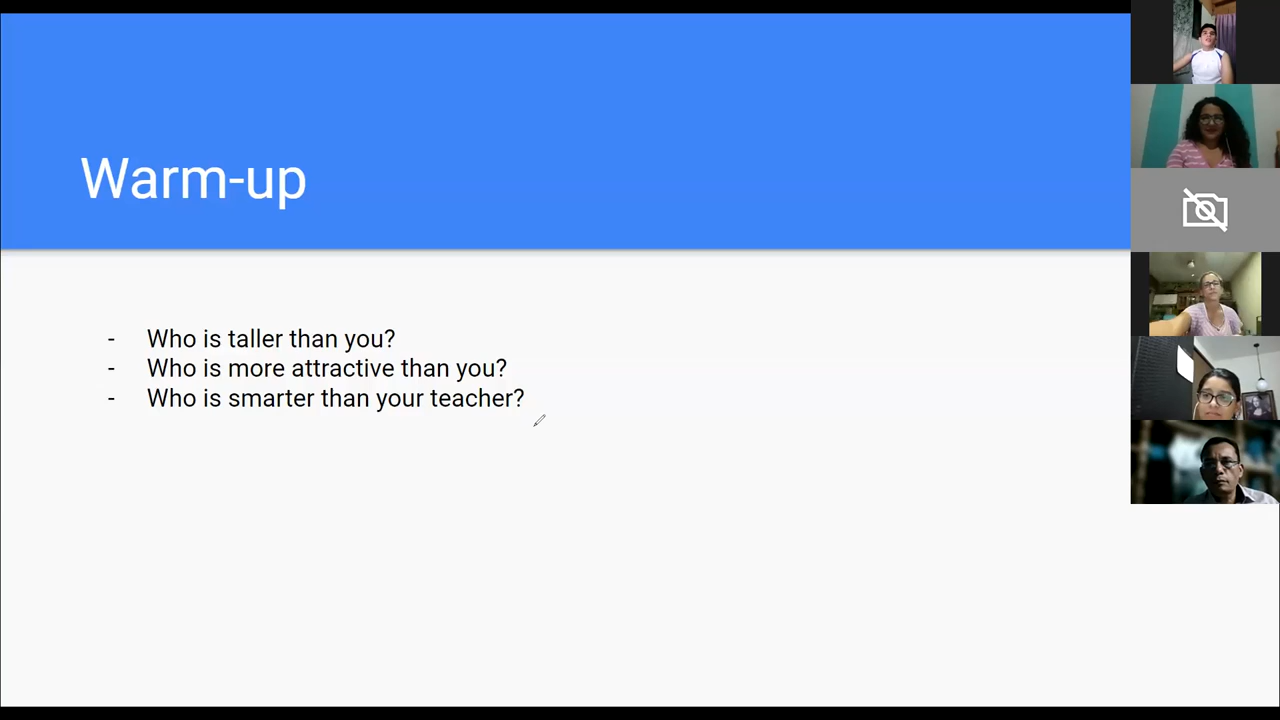 Warm-up
- Who is taller than you?
- Who is more attractive than you?
- Who is smarter than your teacher?